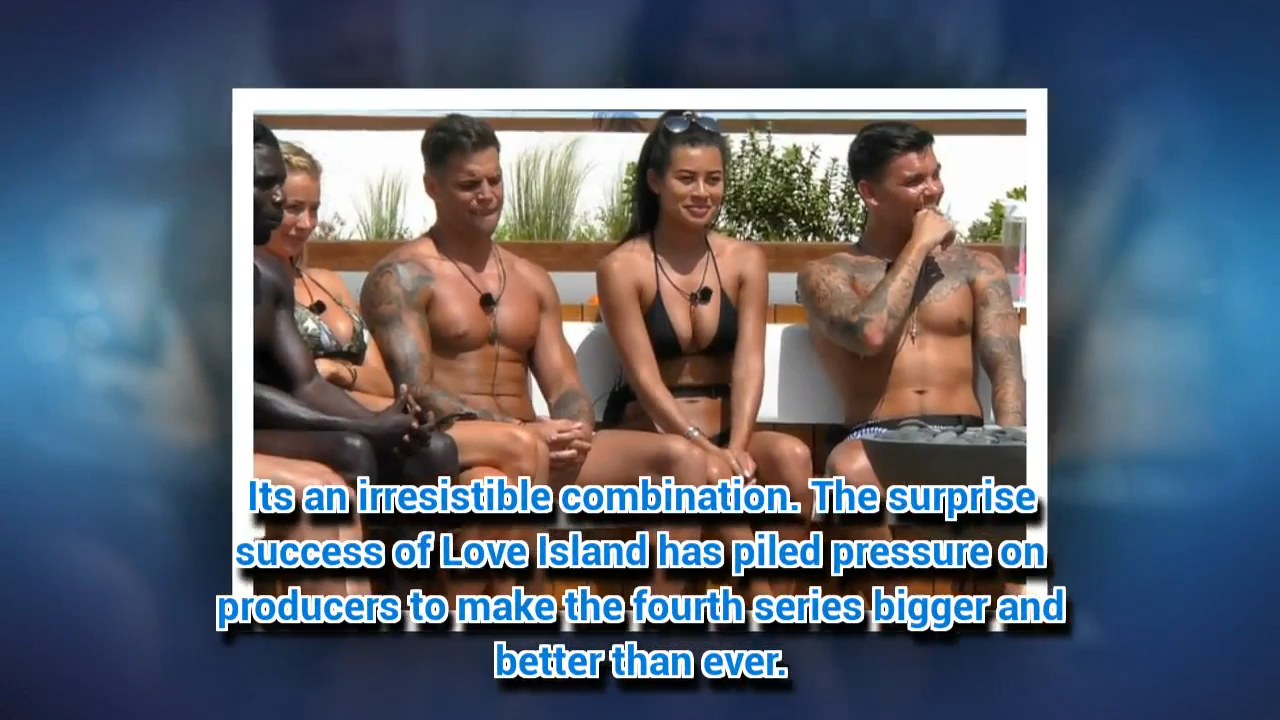 Its an irresistible combination. The surprise
success of Love Island has piled pressure on
producers to make the fourth series bigger and
better than ever.